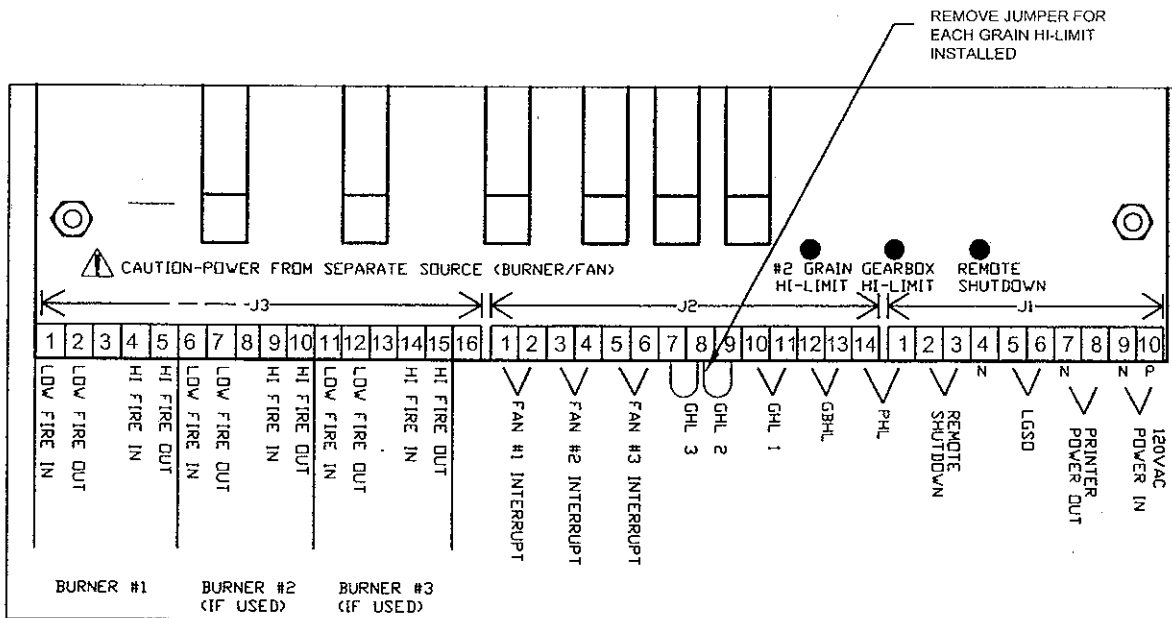 REMOVE JUMPER FOR
EACH GRAIN HI-LIMIT
INSTALLED
CAUTION-POWER FROM SEPARATE SOURCE (BURNER/FAN)
#2 GRAIN
HI-LIMIT
GEARBOX
HI-LIMIT
REMOTE
SHUTDOWN
J3
J2
J1
1 2 3 4 5 6 7 8 9 10 11 12 13 14 15 16
1 2 3 4 5 6 7 8 9 10 11 12 13 14
1 2 3 4 5 6 7 8 9 10
LOW FIRE IN
LOW FIRE OUT
HI FIRE IN
HI FIRE OUT
LOW FIRE IN
LOW FIRE OUT
HI FIRE IN
HI FIRE OUT
LOW FIRE IN
LOW FIRE OUT
HI FIRE IN
HI FIRE OUT
FAN #1 INTERRUPT
FAN #2 INTERRUPT
FAN #3 INTERRUPT
GHL 3
GHL 2
GHL 1
GBHL
PHL
REMOTE
SHUTDOWN
N
LGSD
N
PRINTER
POWER OUT
N
P
120VAC
POWER IN
BURNER #1
BURNER #2
(IF USED)
BURNER #3
(IF USED)